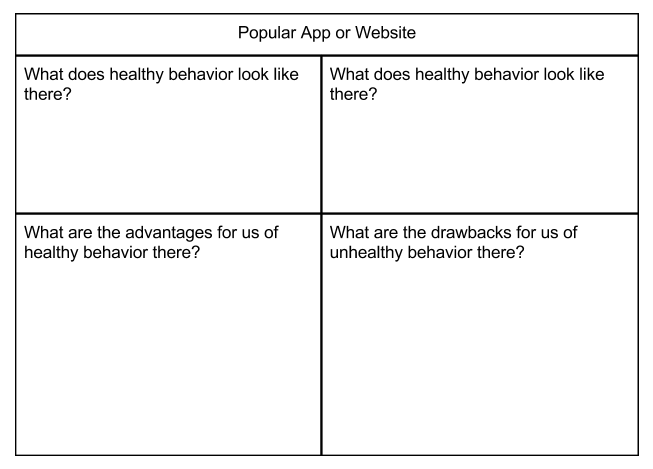 Popular App or Website
What does healthy behavior look like
there?
What does healthy behavior look like
there?
What are the advantages for us of
healthy behavior there?
What are the drawbacks for us of
unhealthy behavior there?